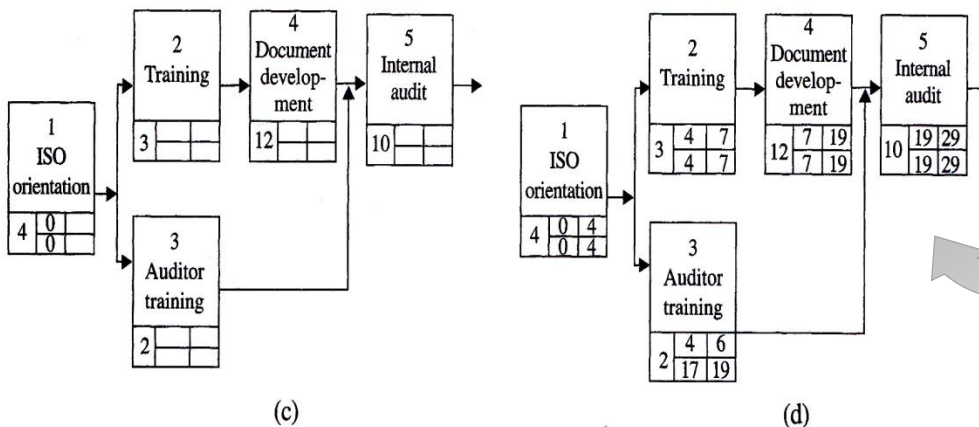 2
Training
3
4
Document
develop-
ment
12
5
Internal
audit
10
1
ISO
orientation
4 0
0
3
Auditor
training
2
(c)
2
Training
3 4 7
4 7
4
Document
develop-
ment
12 7 19
7 19
5
Internal
audit
10 19 29
19 29
1
ISO
orientation
4 0 4
0 4
3
Auditor
training
2 4 6
17 19
(d)